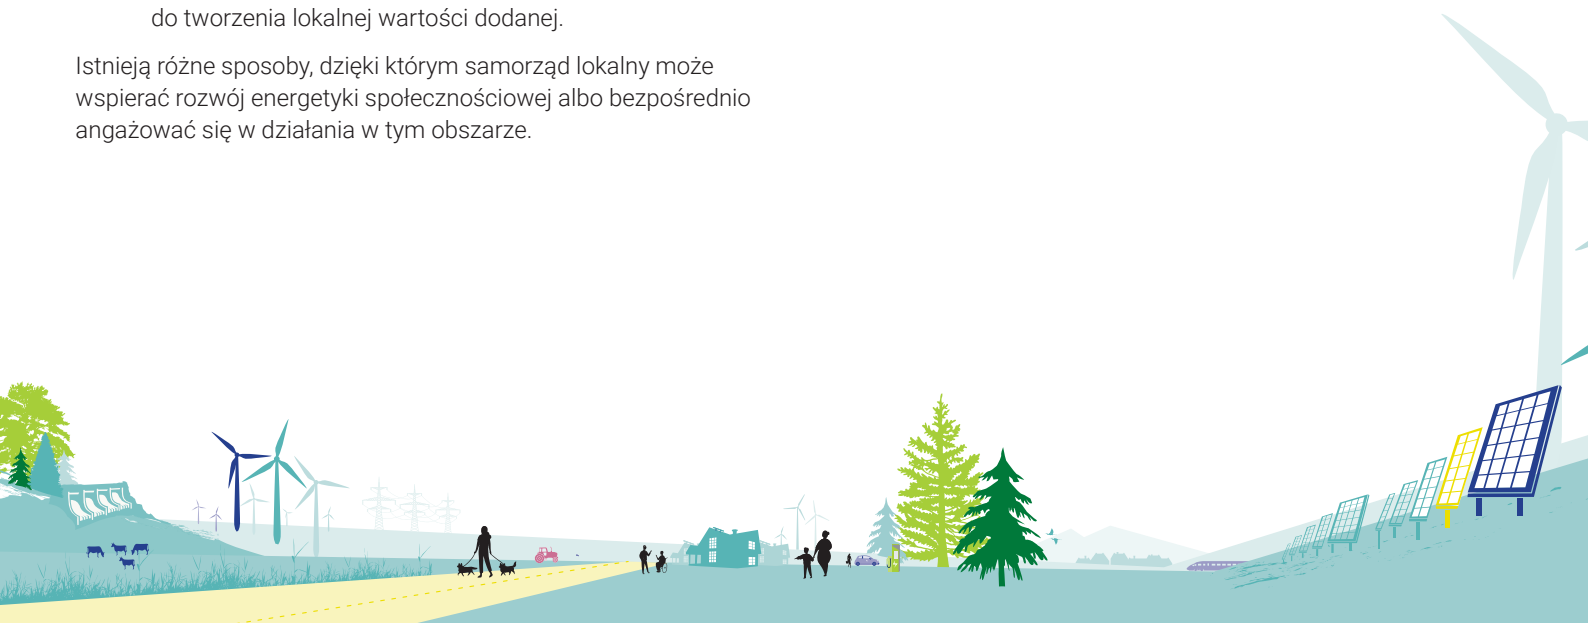 do tworzenia lokalnej wartości dodanej.
Istnieją różne sposoby, dzięki którym samorząd lokalny może
wspierać rozwój energetyki społecznościowej albo bezpośrednio
angażować się w działania w tym obszarze.